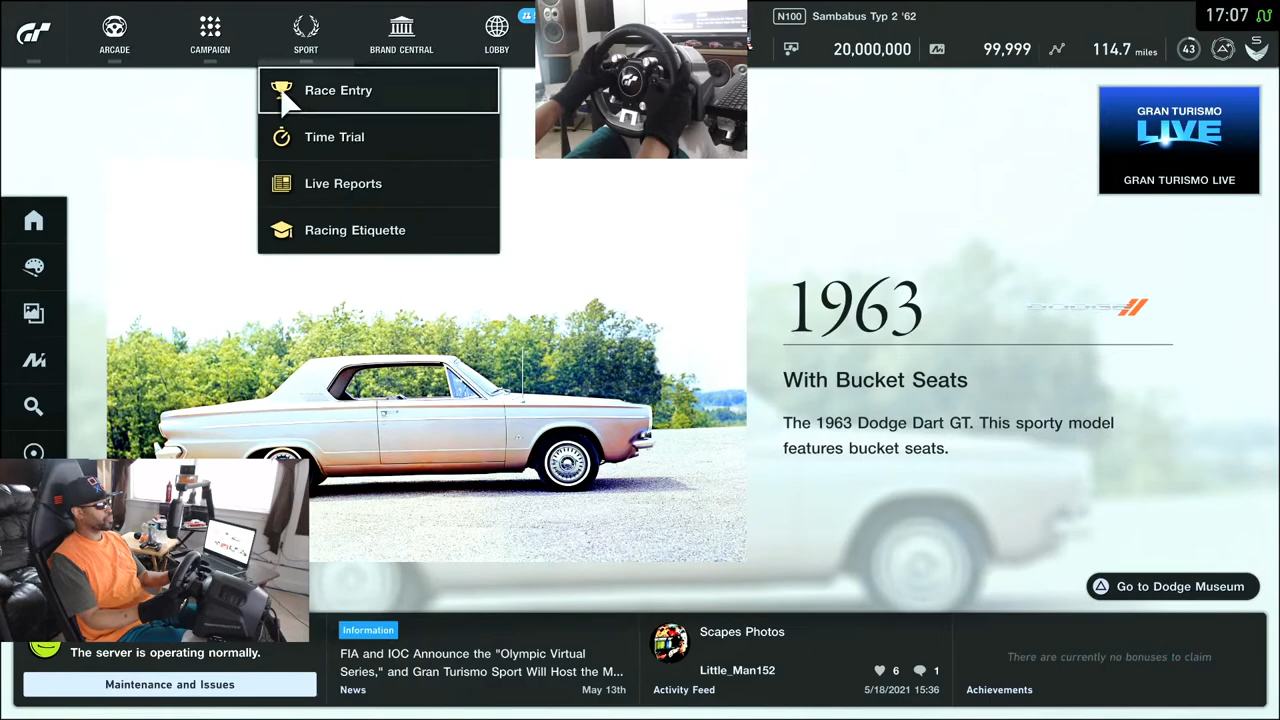 GT
ARCADE
CAMPAIGN
SPORT
BRAND CENTRAL
LOBBY
N100 Sambabus Typ 2 '62
17:07
20,000,000
99,999
114.7 miles
43
S
Race Entry
Time Trial
Live Reports
Racing Etiquette
GRAN TURISMO
LIVE
GRAN TURISMO LIVE
1963
DODGE
With Bucket Seats
The 1963 Dodge Dart GT. This sporty model
features bucket seats.
Go to Dodge Museum
The server is operating normally.
Maintenance and Issues
Information
FIA and IOC Announce the "Olympic Virtual
Series," and Gran Turismo Sport Will Host the M...
News
May 13th
Scapes Photos
Little_Man152
6
1
Activity Feed
5/18/2021 15:36
There are currently no bonuses to claim
Achievements